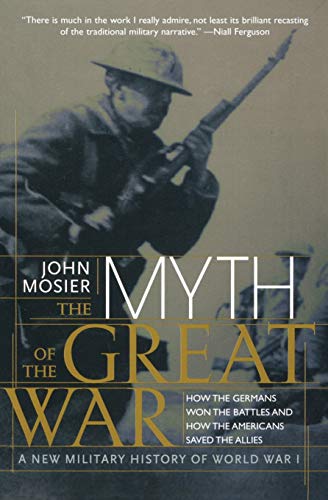 “There is much in the work I really admire, not least its brilliant recasting
of the traditional military narrative.” —Niall Ferguson
JOHN
MOSIER
THE MYTH
OF THE GREAT
WAR
HOW THE GERMANS
WON THE BATTLES AND
HOW THE AMERICANS
SAVED THE ALLIES
A NEW MILITARY HISTORY OF WORLD WAR I